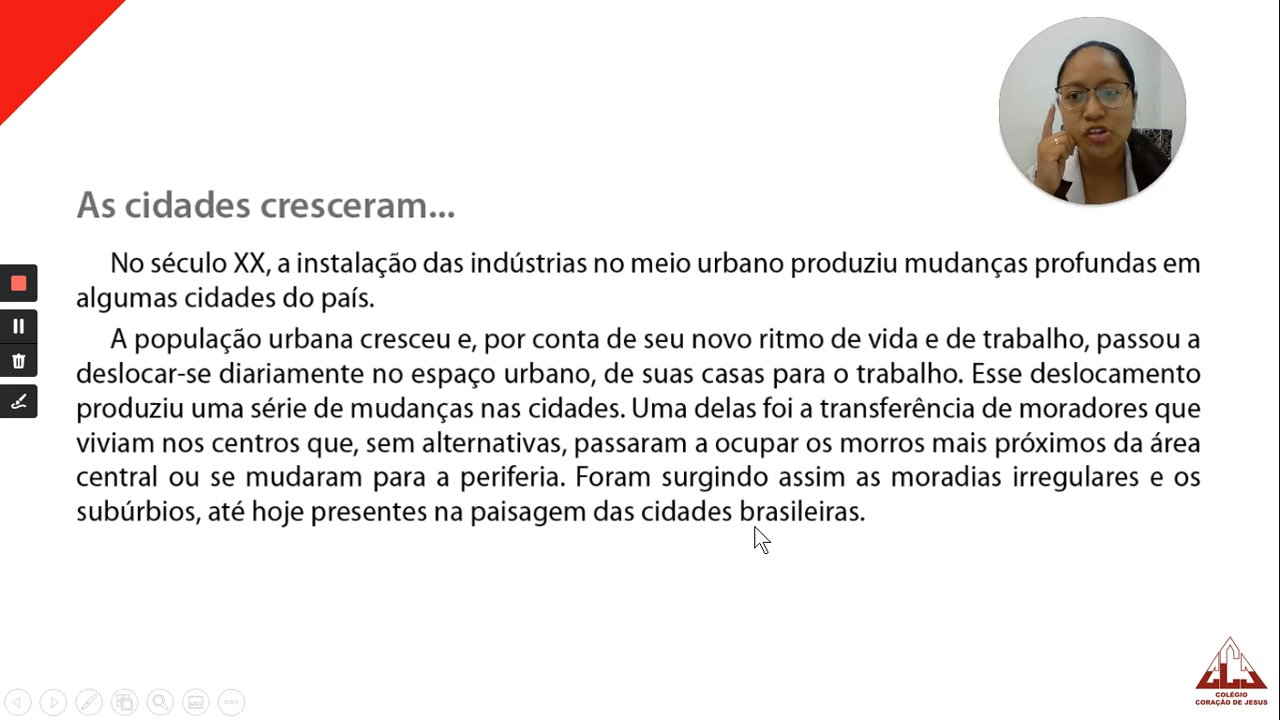 As cidades cresceram...
No século XX, a instalação das indústrias no meio urbano produziu mudanças profundas em
algumas cidades do país.
A população urbana cresceu e, por conta de seu novo ritmo de vida e de trabalho, passou a
deslocar-se diariamente no espaço urbano, de suas casas para o trabalho. Esse deslocamento
produziu uma série de mudanças nas cidades. Uma delas foi a transferência de moradores que
viviam nos centros que, sem alternativas, passaram a ocupar os morros mais próximos da área
central ou se mudaram para a periferia. Foram surgindo assim as moradias irregulares e os
subúrbios, até hoje presentes na paisagem das cidades brasileiras.
CCJ
COLÉGIO
CORAÇÃO DE JESUS